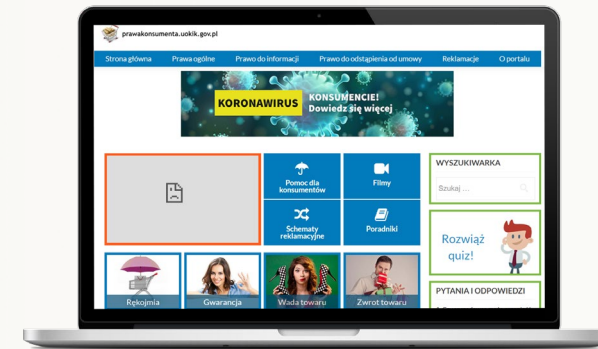 prawakonsumenta.uokik.gov.pl
Strona główna Prawa ogólne Prawo do informacji Prawo do odstąpienia od umowy Reklamacje O portalu
KORONAWIRUS
KONSUMENCIE!
Dowiedz się więcej
Pomoc dla
konsumentów
Filmy
Schematy
reklamacyjne
Poradniki
WYSZUKIWARKA
Szukaj ...
Rozwiąż
quiz!
Rękojmia
Gwarancja
Wada towaru
Zwrot towaru
PYTANIA I ODPOWIEDZI